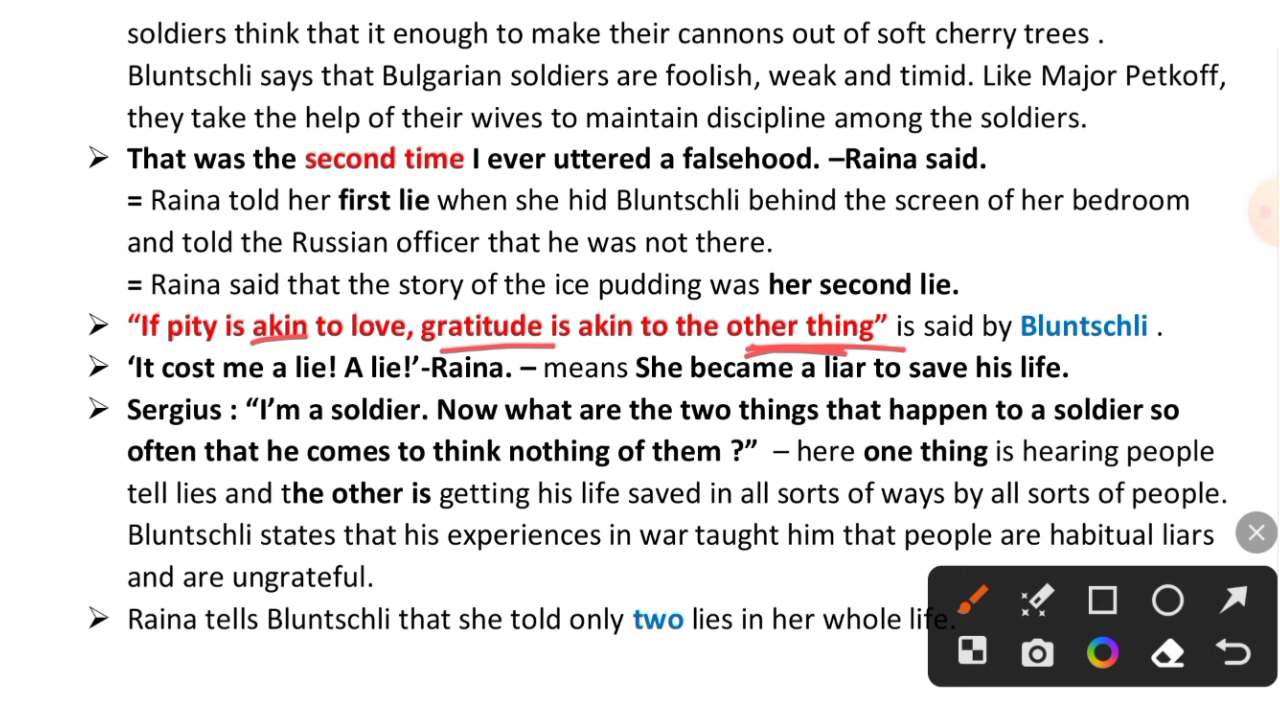 soldiers think that it enough to make their cannons out of soft cherry trees .
Bluntschli says that Bulgarian soldiers are foolish, weak and timid. Like Major Petkoff,
they take the help of their wives to maintain discipline among the soldiers.
➢ That was the second time I ever uttered a falsehood. –Raina said.
= Raina told her first lie when she hid Bluntschli behind the screen of her bedroom
and told the Russian officer that he was not there.
= Raina said that the story of the ice pudding was her second lie.
➢ “If pity is akin to love, gratitude is akin to the other thing” is said by Bluntschli .
➢ ‘It cost me a lie! A lie!’-Raina. – means She became a liar to save his life.
➢ Sergius : “I’m a soldier. Now what are the two things that happen to a soldier so
often that he comes to think nothing of them ?” – here one thing is hearing people
tell lies and the other is getting his life saved in all sorts of ways by all sorts of people.
Bluntschli states that his experiences in war taught him that people are habitual liars
and are ungrateful.
➢ Raina tells Bluntschli that she told only two lies in her whole life.